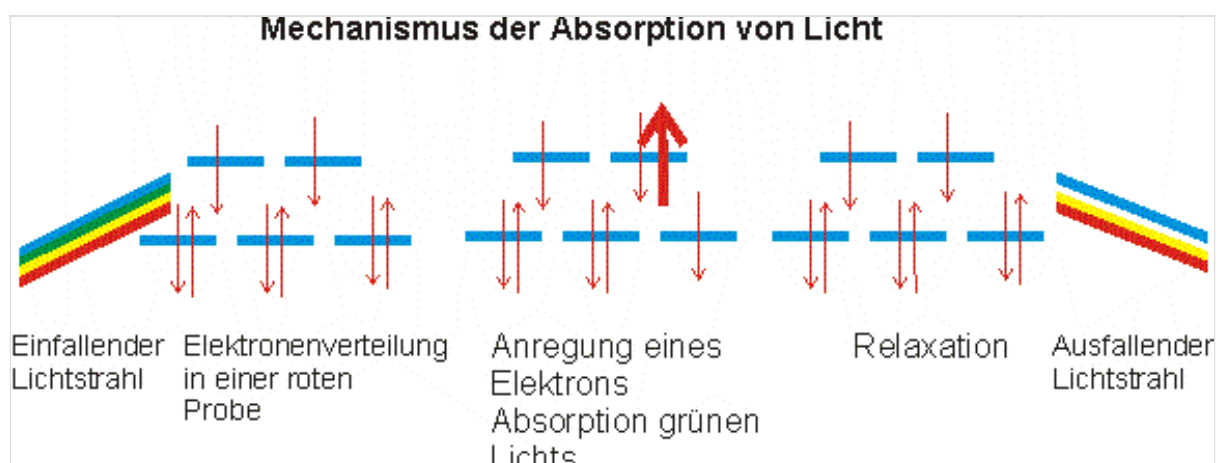 Mechanismus der Absorption von Licht
Einfallender
Lichtstrahl
Elektronenverteilung
in einer roten
Probe
Anregung eines
Elektrons
Absorption grünen
Lichts
Relaxation
Ausfallender
Lichtstrahl